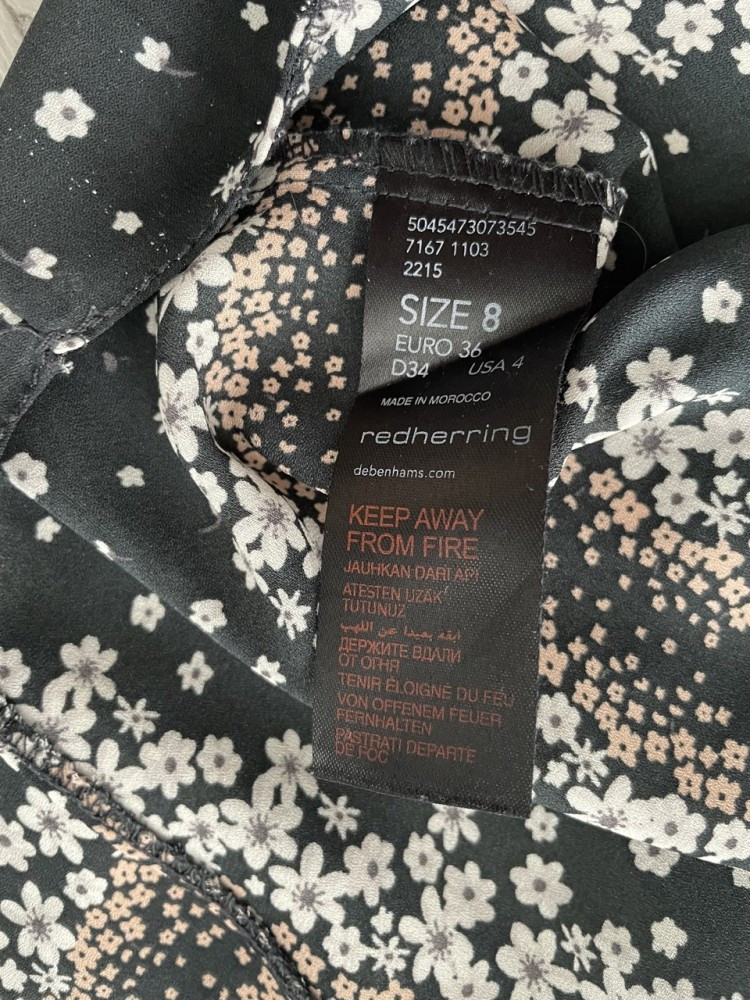 5045473073545
7167 1103
2215
SIZE 8
EURO 36
D34 USA 4
MADE IN MOROCCO
redherring
debenhams.com
KEEP AWAY
FROM FIRE
JAUHKAN DARI API
ATESTEN UZAK
TUTUNUZ
ابقه بعيدا عن اللهب
ДЕРЖИТЕ ВДАЛИ
ОТ ОГНЯ
TENIR ÉLOIGNÉ DU FEU
VON OFFENEM FEUER
FERNHALTEN
PĂSTRATI DEPARTE
DE FOC